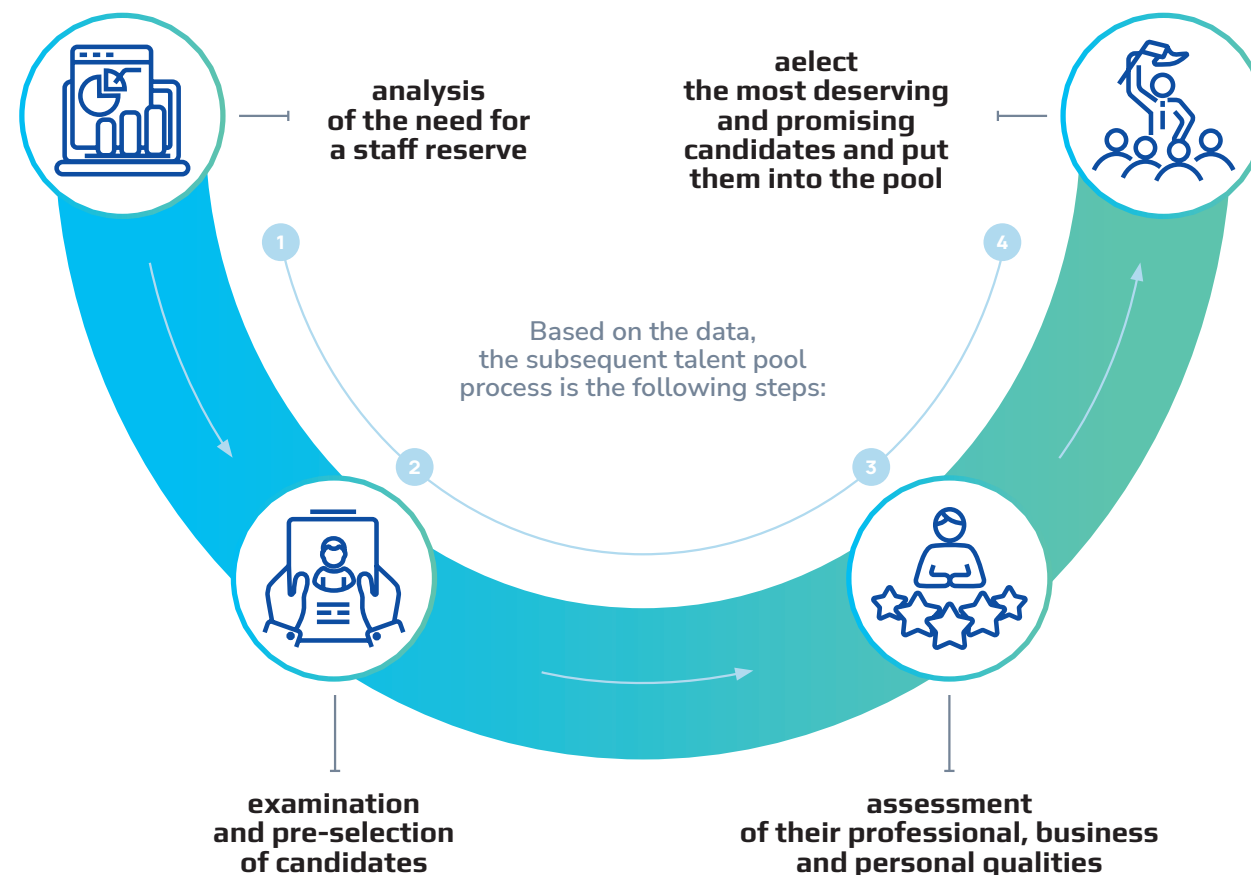 analysis
of the need for
a staff reserve
aelect
the most deserving
and promising
candidates and put
them into the pool
1
4
Based on the data,
the subsequent talent pool
process is the following steps:
2
3
examination
and pre-selection
of candidates
assessment
of their professional, business
and personal qualities